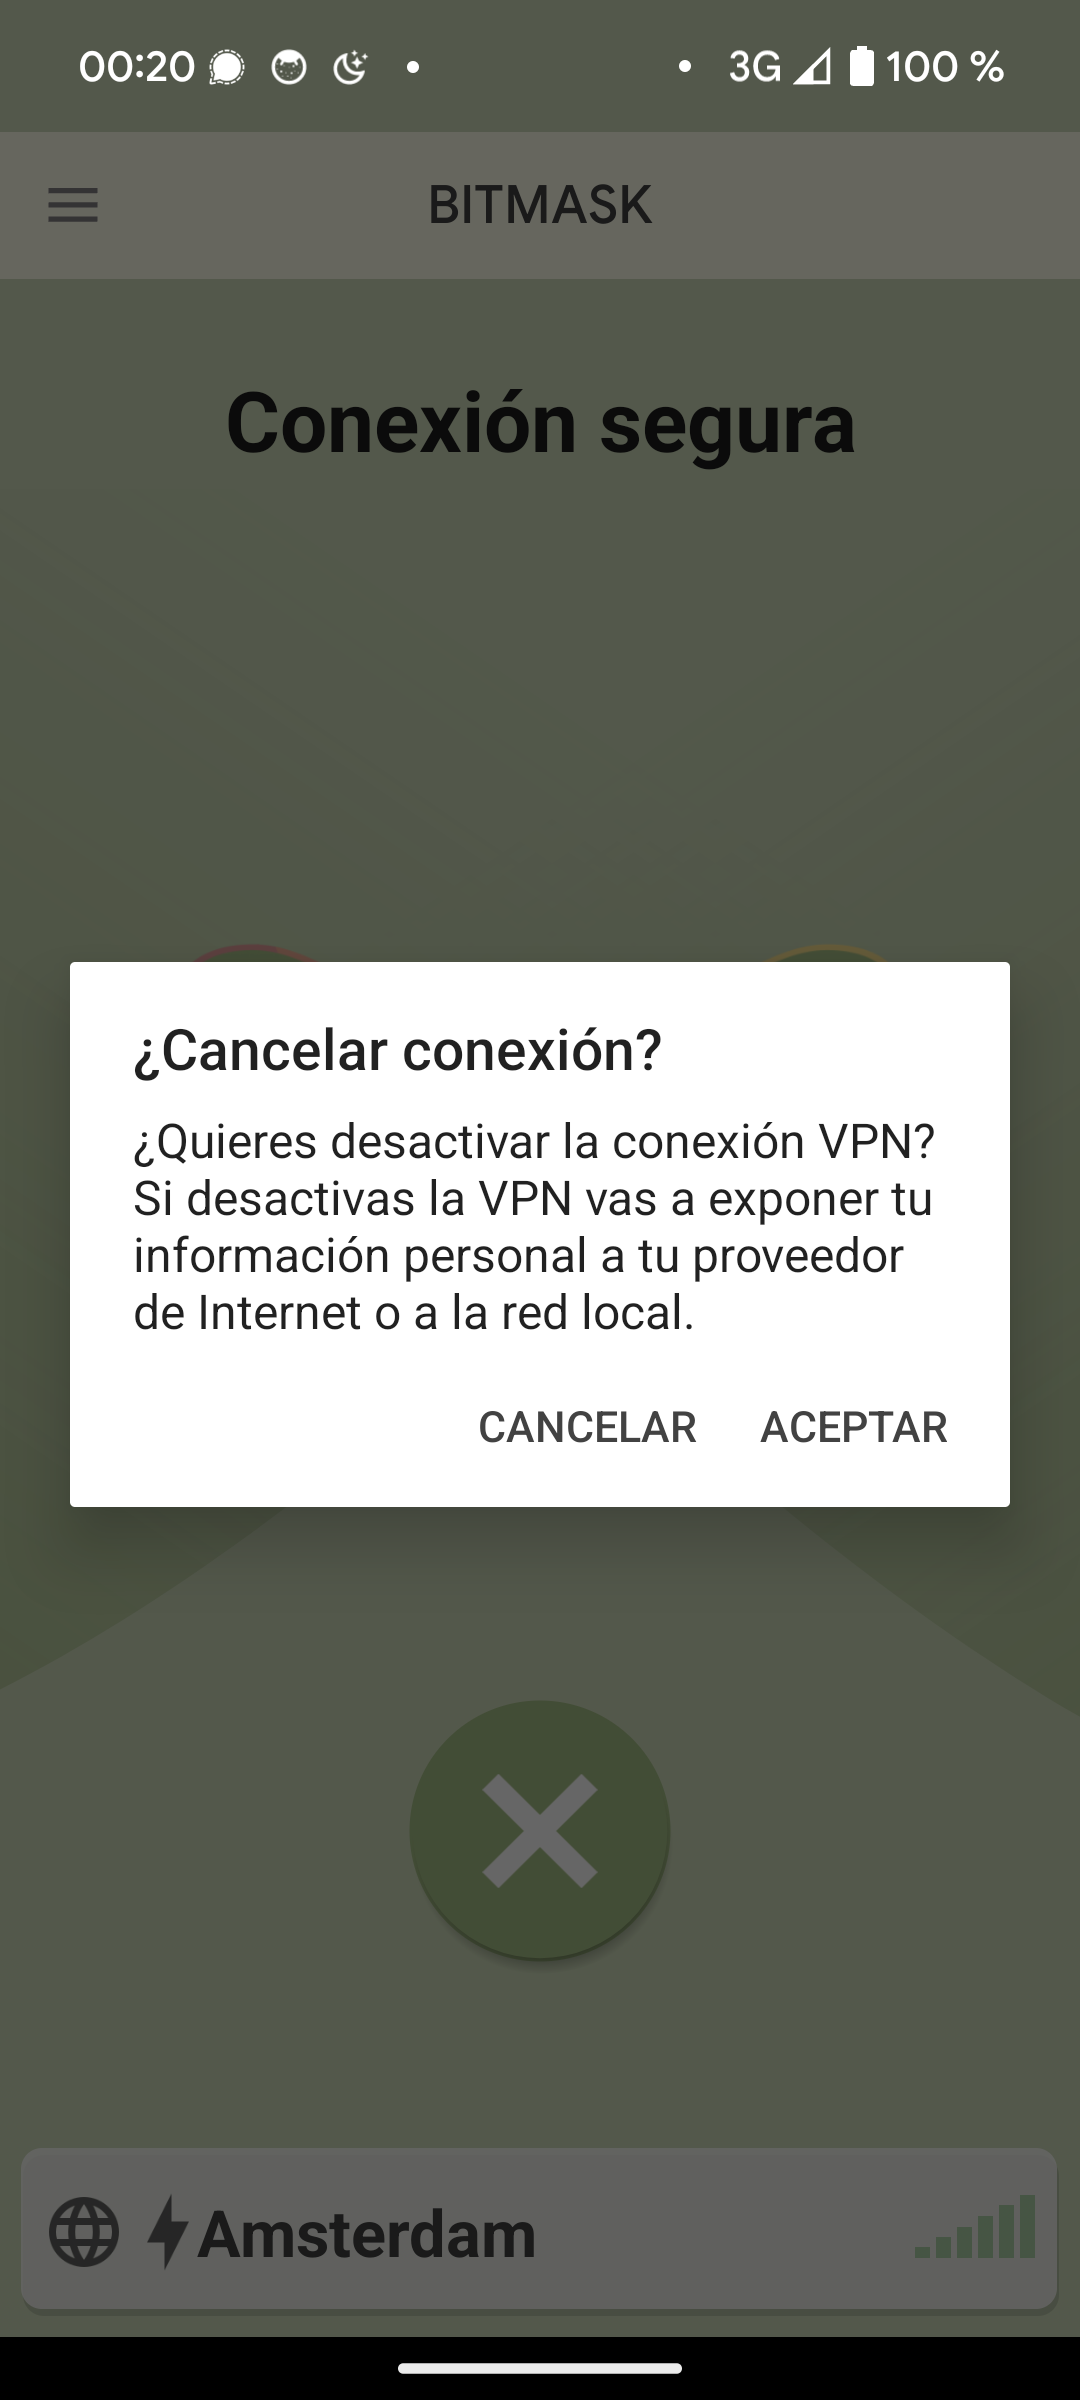 00:20 3G 100 %
BITMASK
Conexión segura
¿Cancelar conexión?
¿Quieres desactivar la conexión VPN?
Si desactivas la VPN vas a exponer tu
información personal a tu proveedor
de Internet o a la red local.
CANCELAR ACEPTAR
Amsterdam